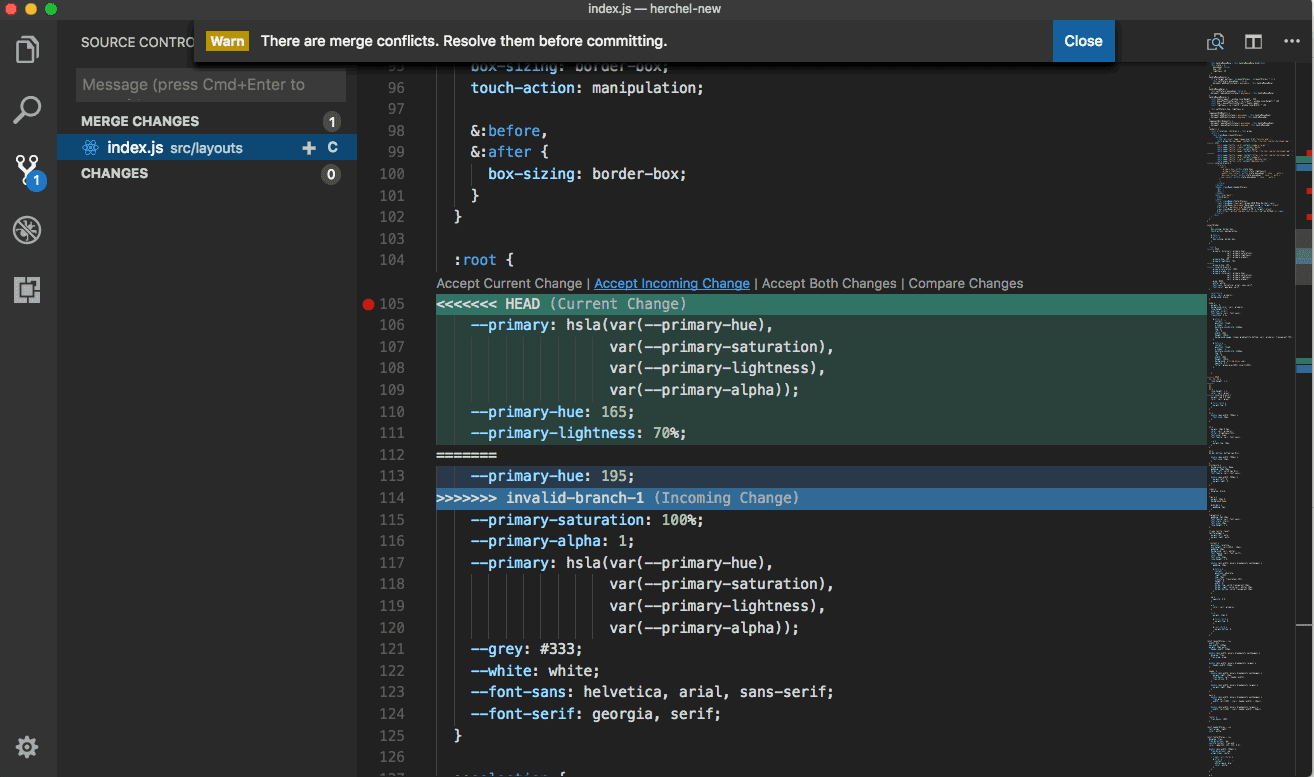 index.js — herchel-new
SOURCE CONTRO
Warn There are merge conflicts. Resolve them before committing. Close
Message (press Cmd+Enter to
MERGE CHANGES 1
index.js src/layouts + C
CHANGES 0
1
95 box-sizing: border-box;
96 touch-action: manipulation;
97
98 &:before,
99 &:after {
100 box-sizing: border-box;
101 }
102 }
103
104 :root {
Accept Current Change | Accept Incoming Change | Accept Both Changes | Compare Changes
105 <<<<<<< HEAD (Current Change)
106 --primary: hsla(var(--primary-hue),
107 var(--primary-saturation),
108 var(--primary-lightness),
109 var(--primary-alpha));
110 --primary-hue: 165;
111 --primary-lightness: 70%;
112 =======
113 --primary-hue: 195;
114 >>>>>>> invalid-branch-1 (Incoming Change)
115 --primary-saturation: 100%;
116 --primary-alpha: 1;
117 --primary: hsla(var(--primary-hue),
118 var(--primary-saturation),
119 var(--primary-lightness),
120 var(--primary-alpha));
121 --grey: #333;
122 --white: white;
123 --font-sans: helvetica, arial, sans-serif;
124 --font-serif: georgia, serif;
125 }
126